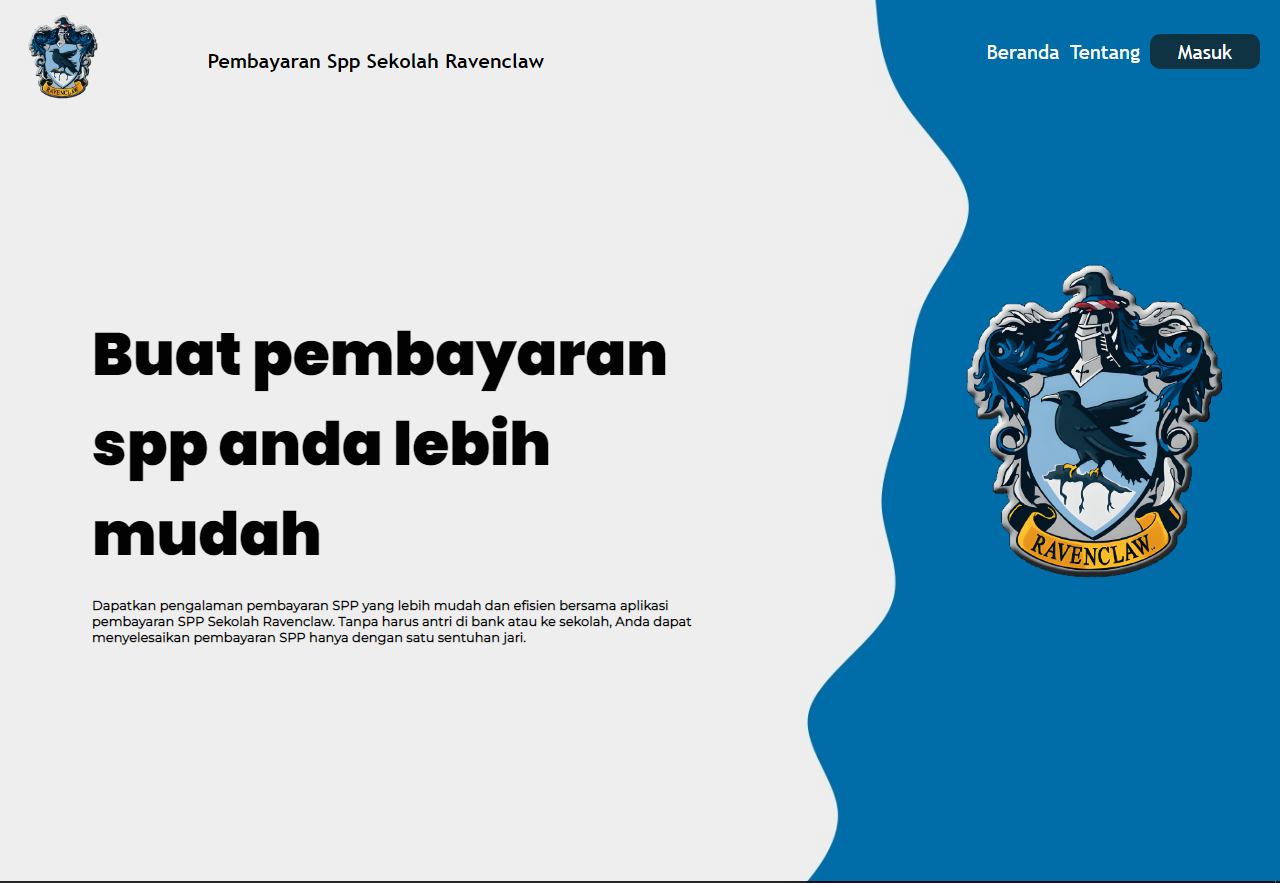 RAVENCLAW
Pembayaran Spp Sekolah Ravenclaw
Beranda Tentang Masuk
Buat pembayaran
spp anda lebih
mudah
Dapatkan pengalaman pembayaran SPP yang lebih mudah dan efisien bersama aplikasi
pembayaran SPP Sekolah Ravenclaw. Tanpa harus antri di bank atau ke sekolah, Anda dapat
menyelesaikan pembayaran SPP hanya dengan satu sentuhan jari.
RAVENCLAW